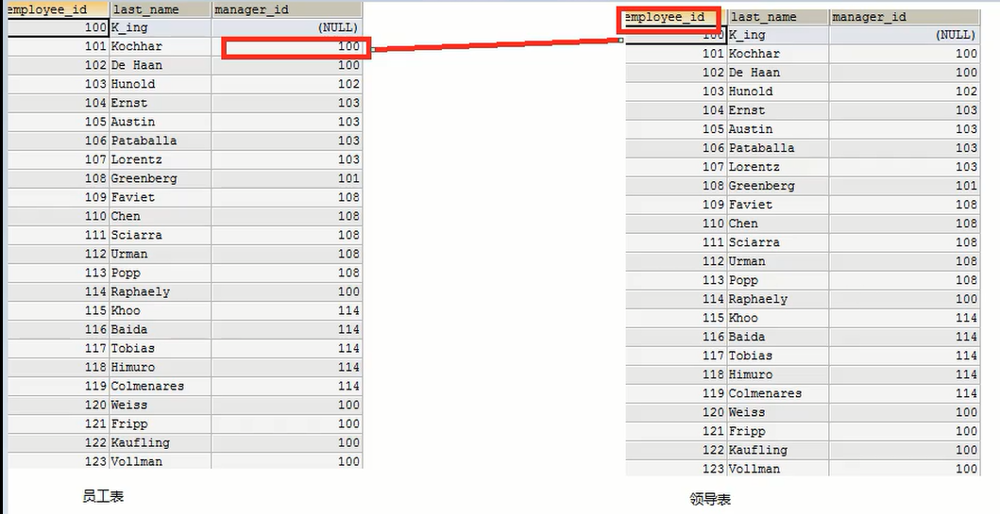 employee_id last_name manager_id
100 K_ing (NULL)
101 Kochhar 100
102 De Haan 100
103 Hunold 102
104 Ernst 103
105 Austin 103
106 Pataballa 103
107 Lorentz 103
108 Greenberg 101
109 Faviet 108
110 Chen 108
111 Sciarra 108
112 Urman 108
113 Popp 108
114 Raphaely 100
115 Khoo 114
116 Baida 114
117 Tobias 114
118 Himuro 114
119 Colmenares 114
120 Weiss 100
121 Fripp 100
122 Kaufling 100
123 Vollman 100
员工表
employee_id last_name manager_id
100 K_ing (NULL)
101 Kochhar 100
102 De Haan 100
103 Hunold 102
104 Ernst 103
105 Austin 103
106 Pataballa 103
107 Lorentz 103
108 Greenberg 101
109 Faviet 108
110 Chen 108
111 Sciarra 108
112 Urman 108
113 Popp 108
114 Raphaely 100
115 Khoo 114
116 Baida 114
117 Tobias 114
118 Himuro 114
119 Colmenares 114
120 Weiss 100
121 Fripp 100
122 Kaufling 100
123 Vollman 100
领导表